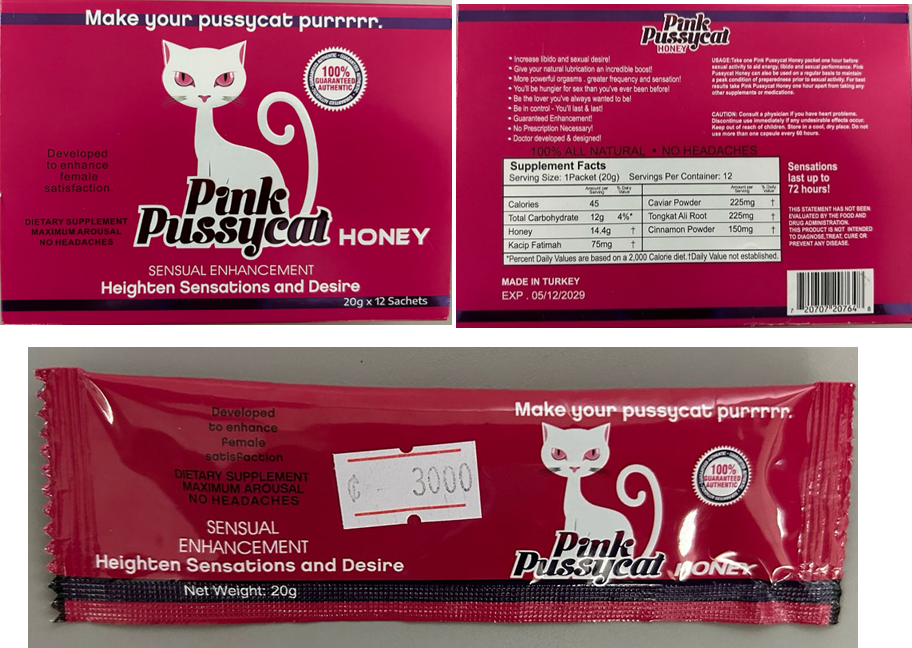 Make your pussycat purrrrr.
100%
GUARANTEED
AUTHENTIC
Developed
to enhance
female
satisfaction.
DIETARY SUPPLEMENT
MAXIMUM AROUSAL
NO HEADACHES
Pink
Pussycat HONEY
SENSUAL ENHANCEMENT
Heighten Sensations and Desire
20g x 12 Sachets
Pink
Pussycat
HONEY
• Increase libido and sexual desire!
• Give your natural lubrication an incredible boost!
• More powerful orgasms . greater frequency and sensation!
• You'll be hungrier for sex than you've ever been before!
• Be the lover you've always wanted to be!
• Be in control - You'll last & last!
• Guaranteed Enhancement!
• No Prescription Necessary!
• Doctor developed & designed!
USAGE:Take one Pink Pussycat Honey packet one hour before
sexual activity to aid energy, libido and sexual performance. Pink
Pussycat Honey can also be used on a regular basis to maintain
a peak condition of preparedness prior to sexual activity. For best
results take Pink Pussycat Honey one hour apart from taking any
other supplements or medications.
CAUTION: Consult a physician if you have heart problems.
Discontinue use immediately if any undesirable effects occur.
Keep out of reach of children. Store in a cool, dry place. Do not
use more than one capsule every 60 hours.
100% ALL NATURAL • NO HEADACHES
Supplement Facts
Serving Size: 1Packet (20g) Servings Per Container: 12
Amount per Serving % Daily Value Amount per Serving % Daily Value
Calories 45 Caviar Powder 225mg †
Total Carbohydrate 12g 4%* Tongkat Ali Root 225mg †
Honey 14.4g † Cinnamon Powder 150mg †
Kacip Fatimah 75mg †
*Percent Daily Values are based on a 2,000 Calorie diet.†Daily Value not established.
Sensations
last up to
72 hours!
THIS STATEMENT HAS NOT BEEN
EVALUATED BY THE FOOD AND
DRUG ADMINISTRATION.
THIS PRODUCT IS NOT INTENDED
TO DIAGNOSE,TREAT, CURE OR
PREVENT ANY DISEASE.
MADE IN TURKEY
EXP . 05/12/2029
7 20707 20764 8
Developed
to enhance
female
satisfaction
DIETARY SUPPLEMENT
MAXIMUM AROUSAL
NO HEADACHES
SENSUAL
ENHANCEMENT
Heighten Sensations and Desire
Net Weight: 20g
¢ 3000
Make your pussycat purrrrr.
100%
GUARANTEED
AUTHENTIC
Pink
Pussycat HONEY